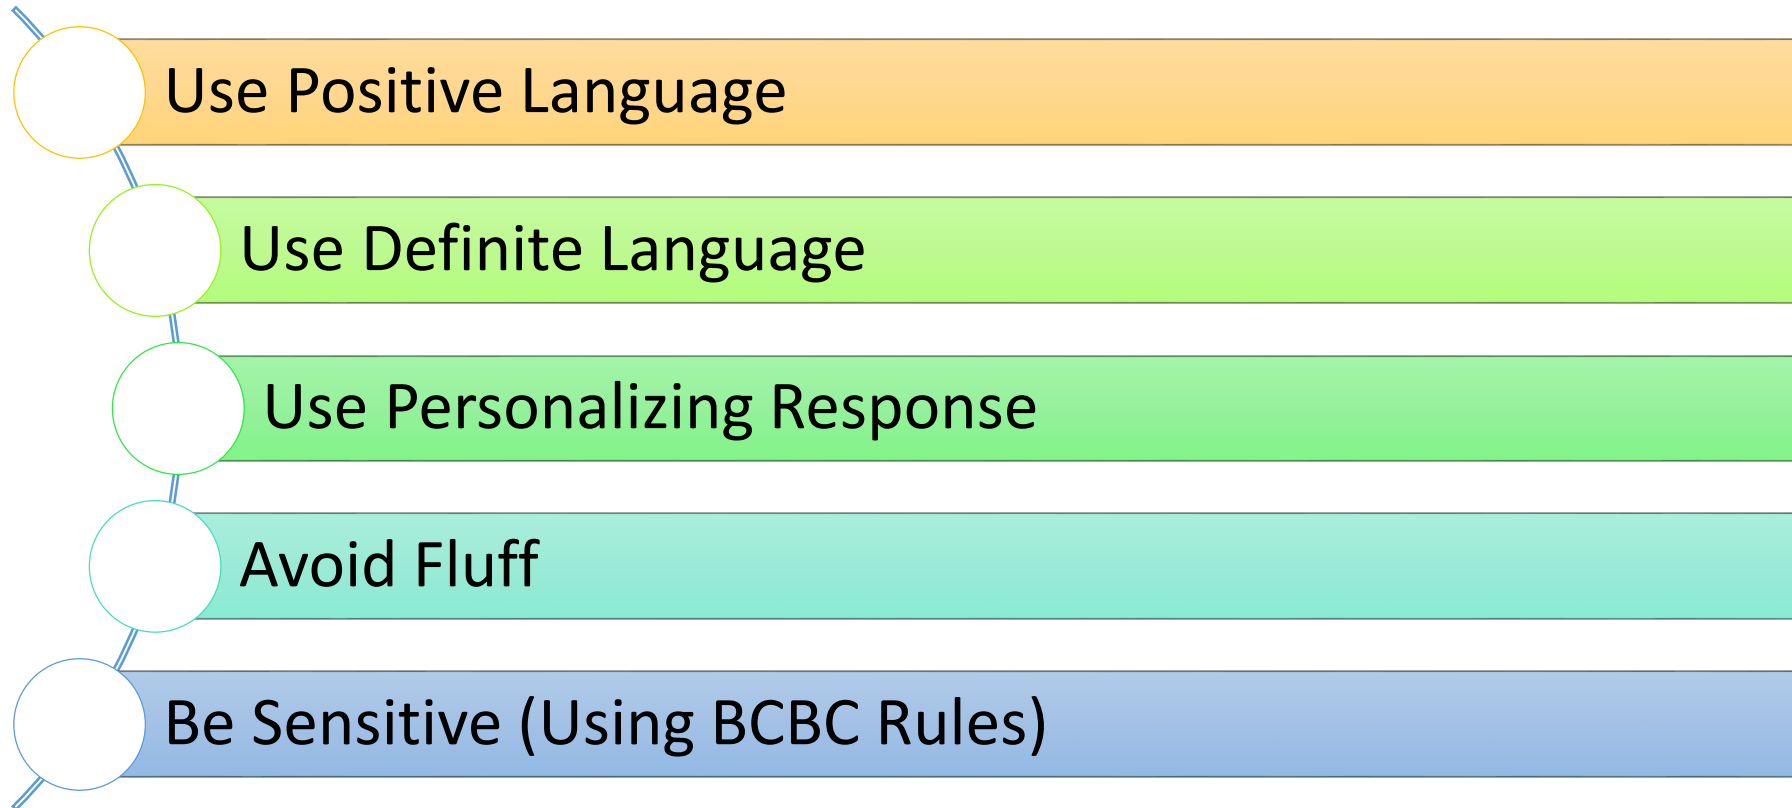 Use Positive Language
Use Definite Language
Use Personalizing Response
Avoid Fluff
Be Sensitive (Using BCBC Rules)